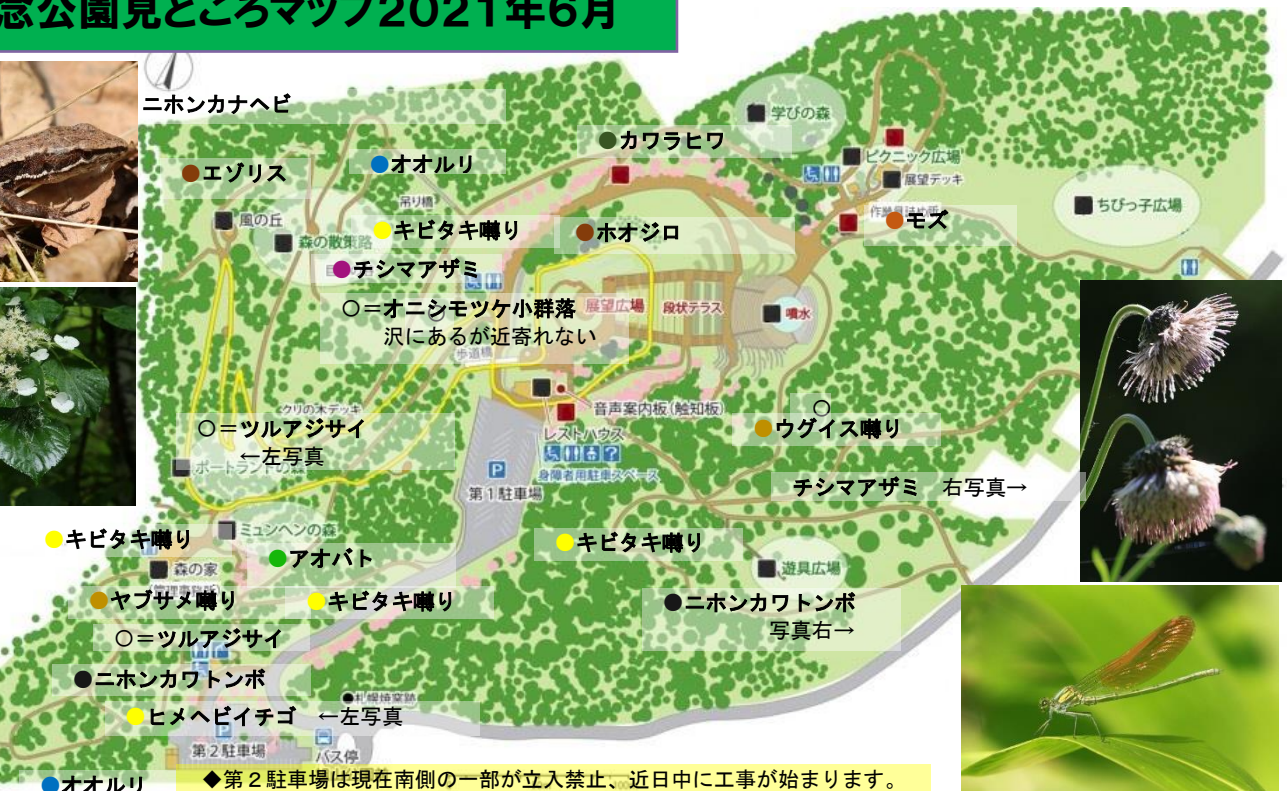 念公園見どころマップ2021年6月
ニホンカナヘビ
学びの森
カワラヒワ
ピクニック広場
オオルリ
エゾリス
展望デッキ
吊り橋
ちびっ子広場
風の丘
モズ
キビタキ囀り
ホオジロ
森の散策路
チシマアザミ
○=オニシモツケ小群落
展望広場
段状テラス
噴水
沢にあるが近寄れない
歩道橋
クリの木デッキ
音声案内板(触知板)
○=ツルアジサイ
○
ウグイス囀り
レストハウス
←左写真
ポートランドの森
P
?
身障者用駐車スペース
第1駐車場
チシマアザミ 右写真→
ミュンヘンの森
キビタキ囀り
キビタキ囀り
アオバト
森の家
遊具広場
ヤブサメ囀り
キビタキ囀り
ニホンカワトンボ
写真右→
○=ツルアジサイ
ニホンカワトンボ
札幌焼窯跡
ヒメヘビイチゴ ←左写真
P
第2駐車場
バス停
オオルリ
◆第2駐車場は現在南側の一部が立入禁止、近日中に工事が始まります。